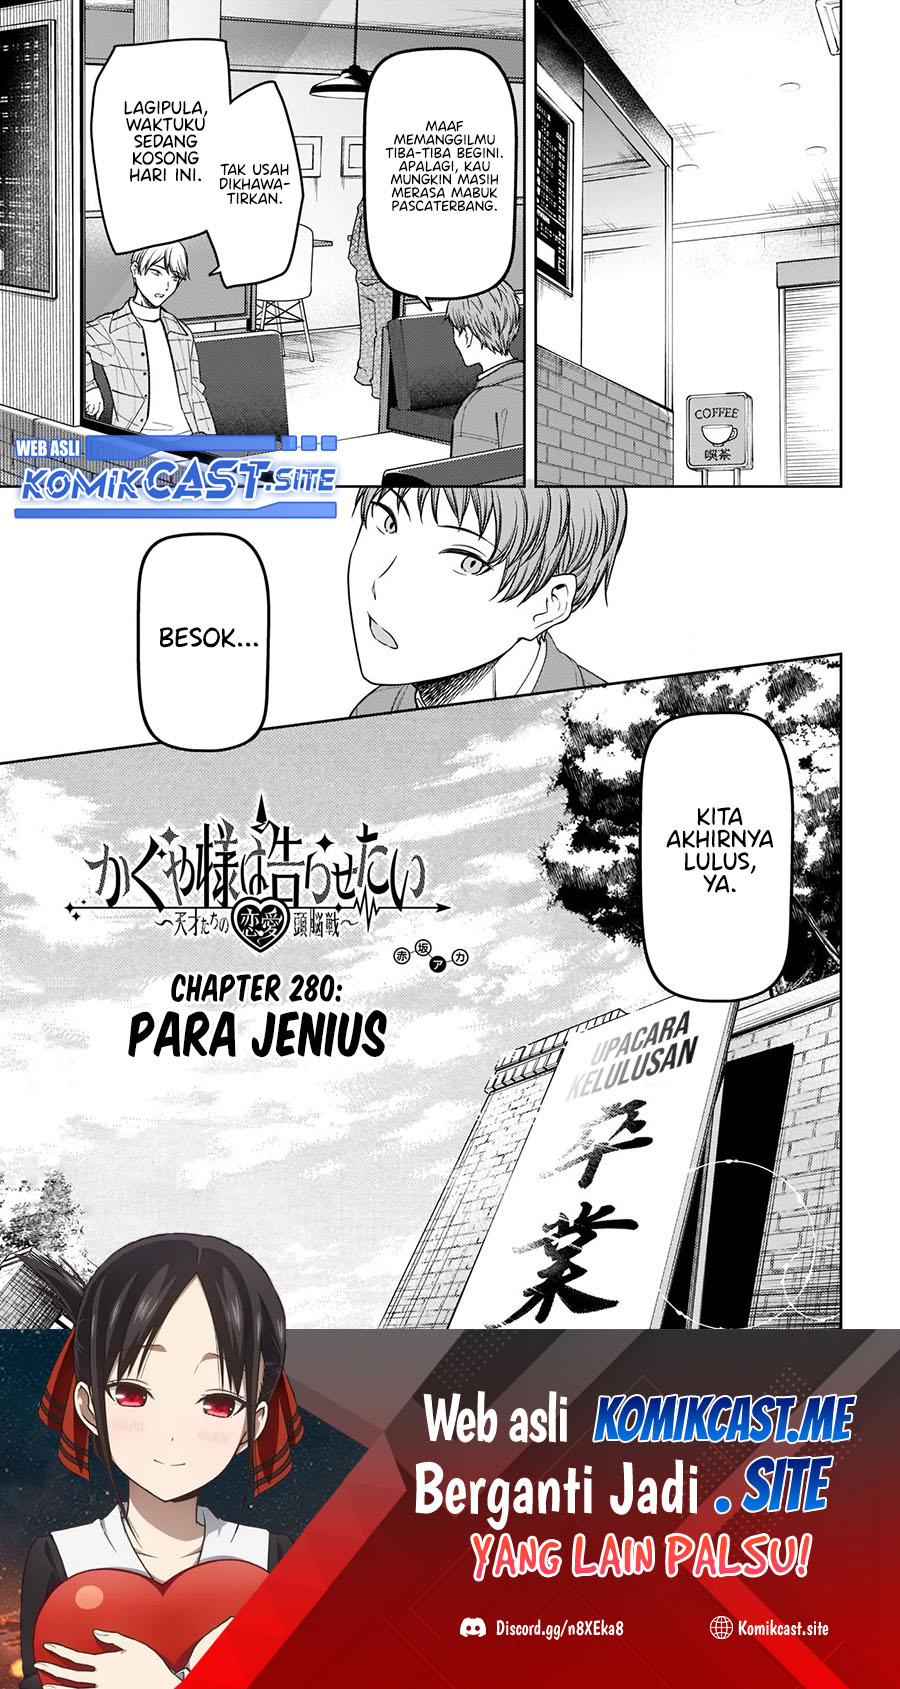 COFFEE
喫茶
MAAF
MEMANGGILMU
TIBA-TIBA BEGINI.
APALAGI, KAU
MUNGKIN MASIH
MERASA MABUK
PASCATERBANG.
TAK USAH
DIKHAWA-
TIRKAN.
LAGIPULA,
WAKTUKU
SEDANG
KOSONG
HARI INI.
WEB ASLI
KOMIKCAST.SITE
BESOK...
KITA
AKHIRNYA
LULUS,
YA.
かぐや様は告らせたい
～天才たちの恋愛頭脳戦～
赤坂アカ
CHAPTER 280:
PARA JENIUS
UPACARA
KELULUSAN
卒業
Web asli KOMIKCAST.ME
Berganti Jadi .SITE
YANG LAIN PALSU!
Discord.gg/n8XEka8
Komikcast.site